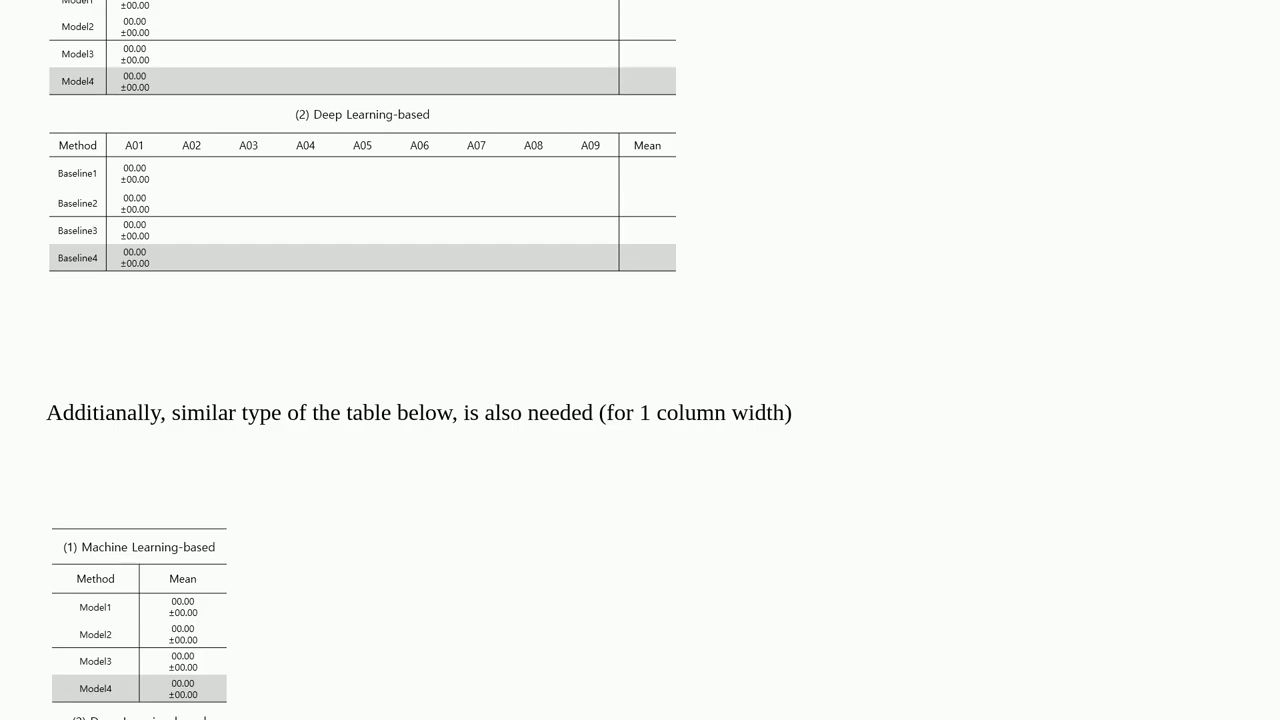 Model1
±00.00
Model2 00.00
±00.00
Model3 00.00
±00.00
Model4 00.00
±00.00
(2) Deep Learning-based
Method A01 A02 A03 A04 A05 A06 A07 A08 A09 Mean
Baseline1 00.00
±00.00
Baseline2 00.00
±00.00
Baseline3 00.00
±00.00
Baseline4 00.00
±00.00
Additianally, similar type of the table below, is also needed (for 1 column width)
(1) Machine Learning-based
Method Mean
Model1 00.00
±00.00
Model2 00.00
±00.00
Model3 00.00
±00.00
Model4 00.00
±00.00